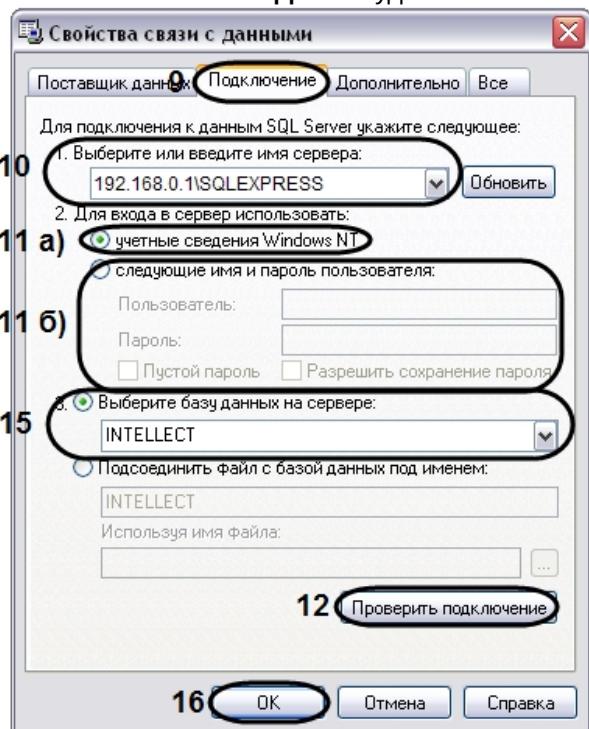 Свойства связи с данными
Поставщик данных 9 Подключение Дополнительно Все
Для подключения к данным SQL Server укажите следующее:
10 1. Выберите или введите имя сервера:
192.168.0.1\SQLEXPRESS Обновить
2. Для входа в сервер использовать:
11 а) учетные сведения Windows NT
следующие имя и пароль пользователя:
Пользователь:
11 б)
Пароль:
Пустой пароль Разрешить сохранение пароля
3. Выберите базу данных на сервере:
15
INTELLECT
Подсоединить файл с базой данных под именем:
INTELLECT
Используя имя файла:
...
12 Проверить подключение
16 OK Отмена Справка